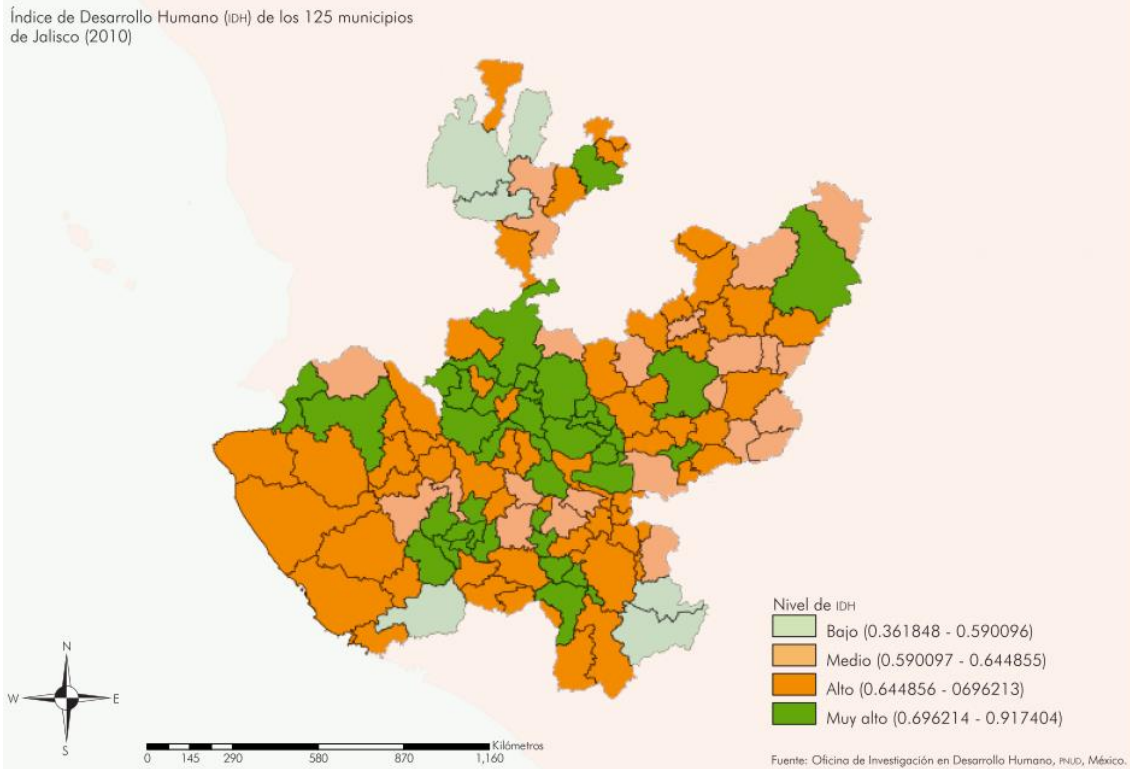 Índice de Desarrollo Humano (IDH) de los 125 municipios
de Jalisco (2010)
Nivel de IDH
Bajo (0.361848 - 0.590096)
Medio (0.590097 - 0.644855)
Alto (0.644856 - 0696213)
Muy alto (0.696214 - 0.917404)
N
W E
S
Kilómetros
0 145 290 580 870 1,160
Fuente: Oficina de Investigación en Desarrollo Humano, PNUD, México.